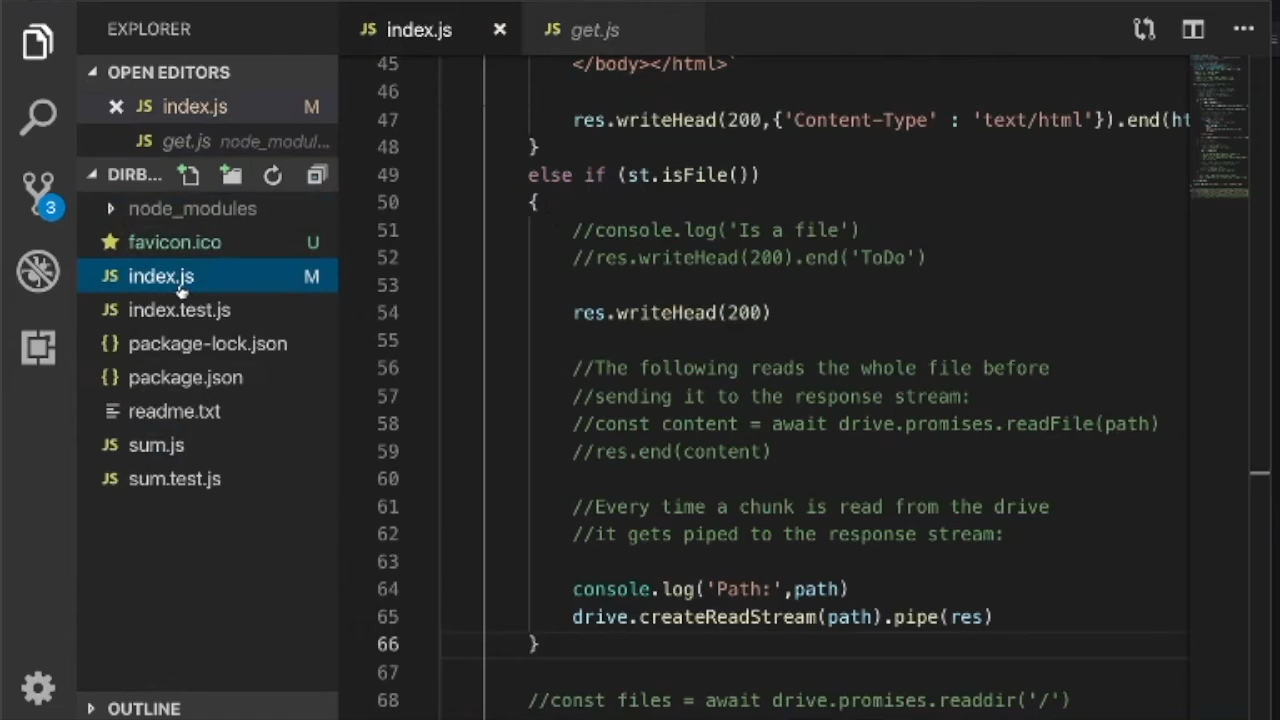 EXPLORER
OPEN EDITORS
JS index.js M
JS get.js node_modul...
DIRB...
node_modules
favicon.ico U
JS index.js M
JS index.test.js
{} package-lock.json
{} package.json
readme.txt
JS sum.js
JS sum.test.js
OUTLINE
3
JS index.js
JS get.js
45 </body></html>`
46
47 res.writeHead(200,{'Content-Type' : 'text/html'}).end(ht
48 }
49 else if (st.isFile())
50 {
51 //console.log('Is a file')
52 //res.writeHead(200).end('ToDo')
53
54 res.writeHead(200)
55
56 //The following reads the whole file before
57 //sending it to the response stream:
58 //const content = await drive.promises.readFile(path)
59 //res.end(content)
60
61 //Every time a chunk is read from the drive
62 //it gets piped to the response stream:
63
64 console.log('Path:',path)
65 drive.createReadStream(path).pipe(res)
66 }
67
68 //const files = await drive.promises.readdir('/')